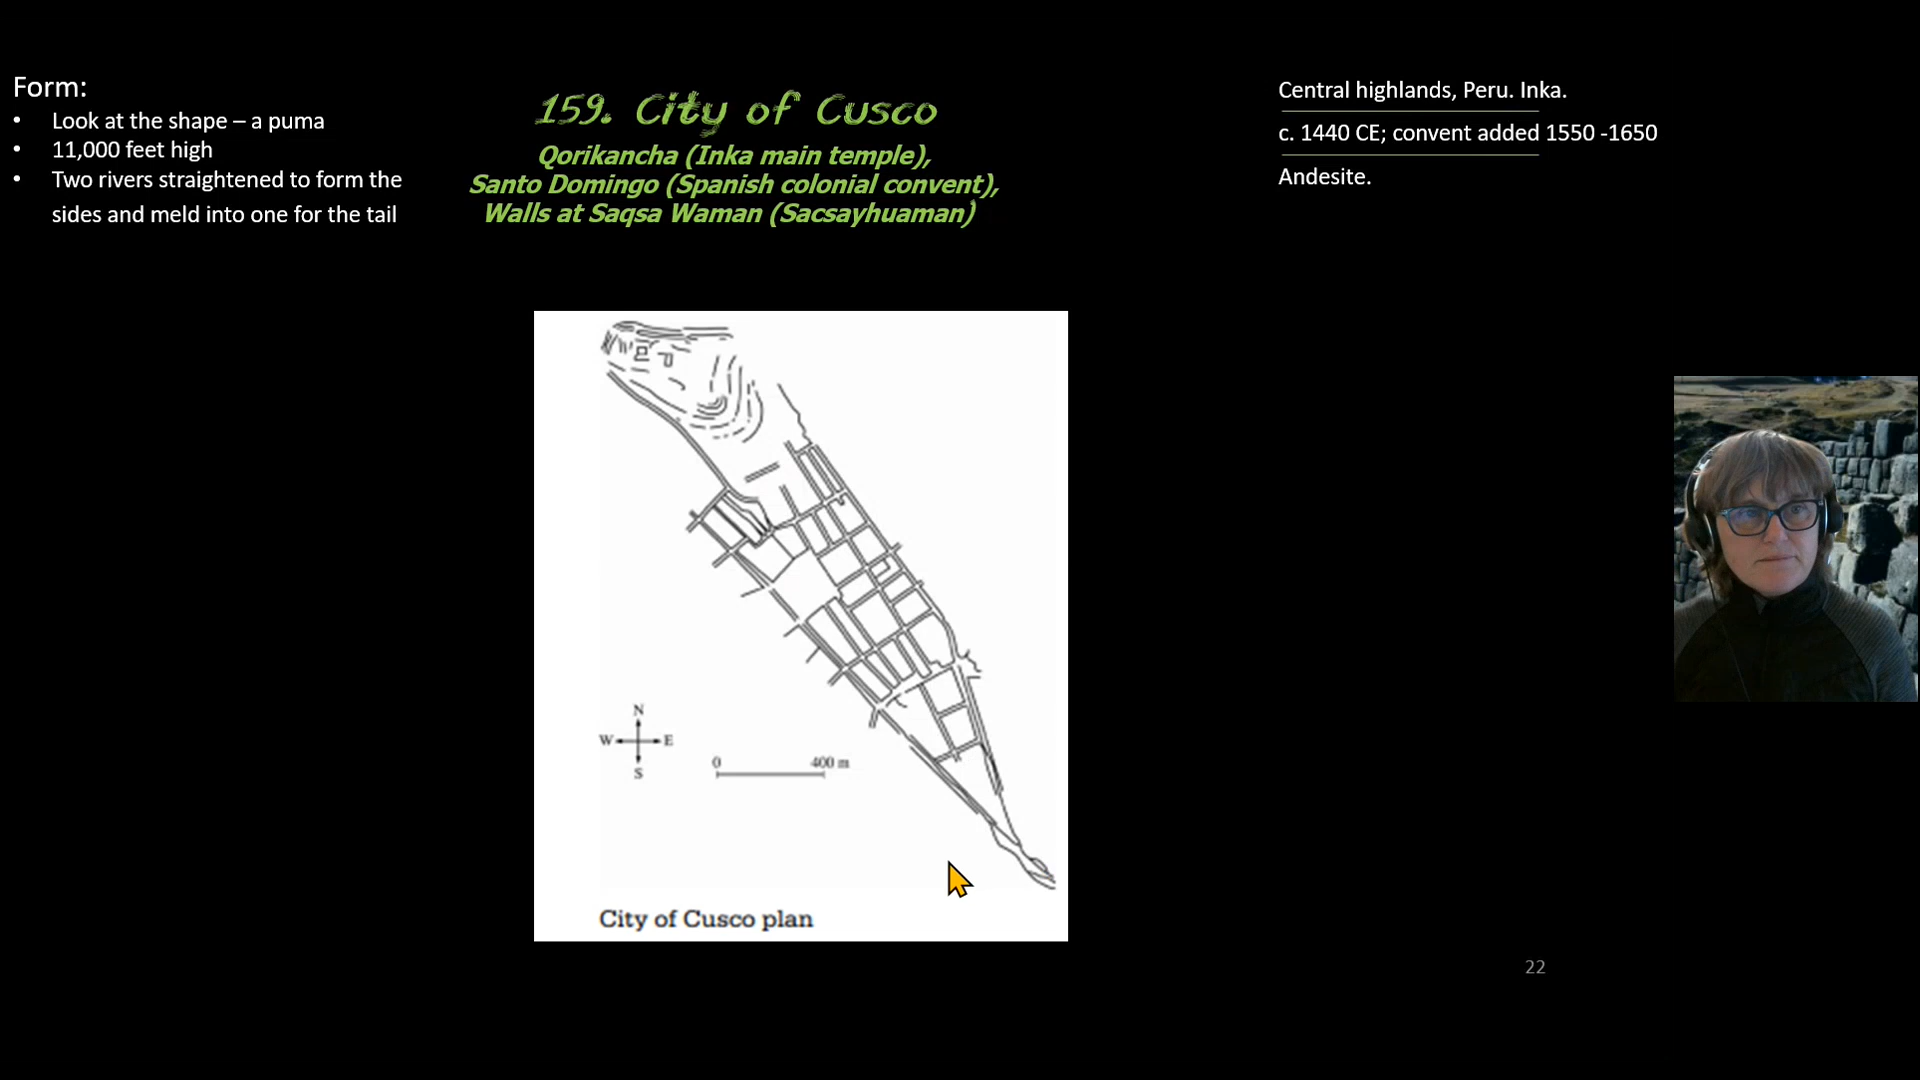 Form:
• Look at the shape – a puma
• 11,000 feet high
• Two rivers straightened to form the
sides and meld into one for the tail
159. City of Cusco
Qorikancha (Inka main temple),
Santo Domingo (Spanish colonial convent),
Walls at Saqsa Waman (Sacsayhuaman)
Central highlands, Peru. Inka.
c. 1440 CE; convent added 1550 -1650
Andesite.
N
W E
S
0 400 m
City of Cusco plan
22